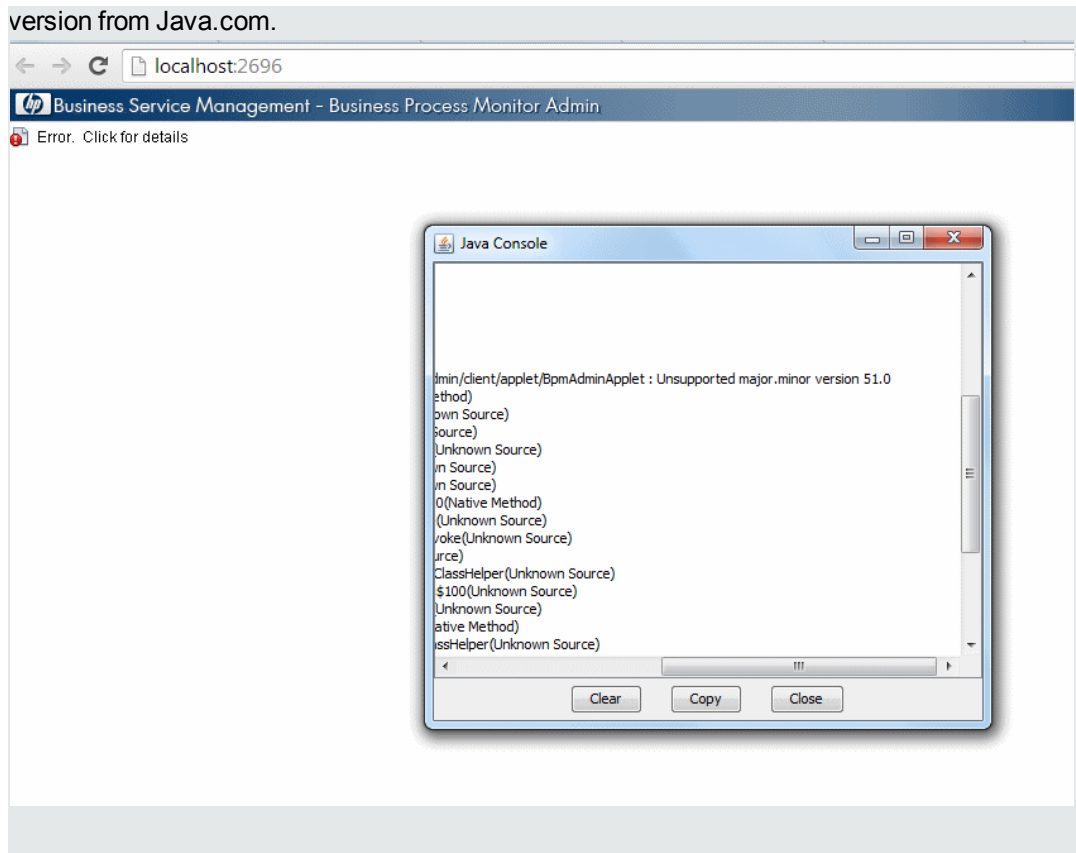 version from Java.com.
localhost:2696
hp Business Service Management - Business Process Monitor Admin
Error. Click for details
Java Console
dmin/client/applet/BpmAdminApplet : Unsupported major.minor version 51.0
ethod)
own Source)
Source)
(Unknown Source)
vn Source)
vn Source)
0(Native Method)
(Unknown Source)
voke(Unknown Source)
urce)
ClassHelper(Unknown Source)
$100(Unknown Source)
(Unknown Source)
ative Method)
assHelper(Unknown Source)
Clear Copy Close